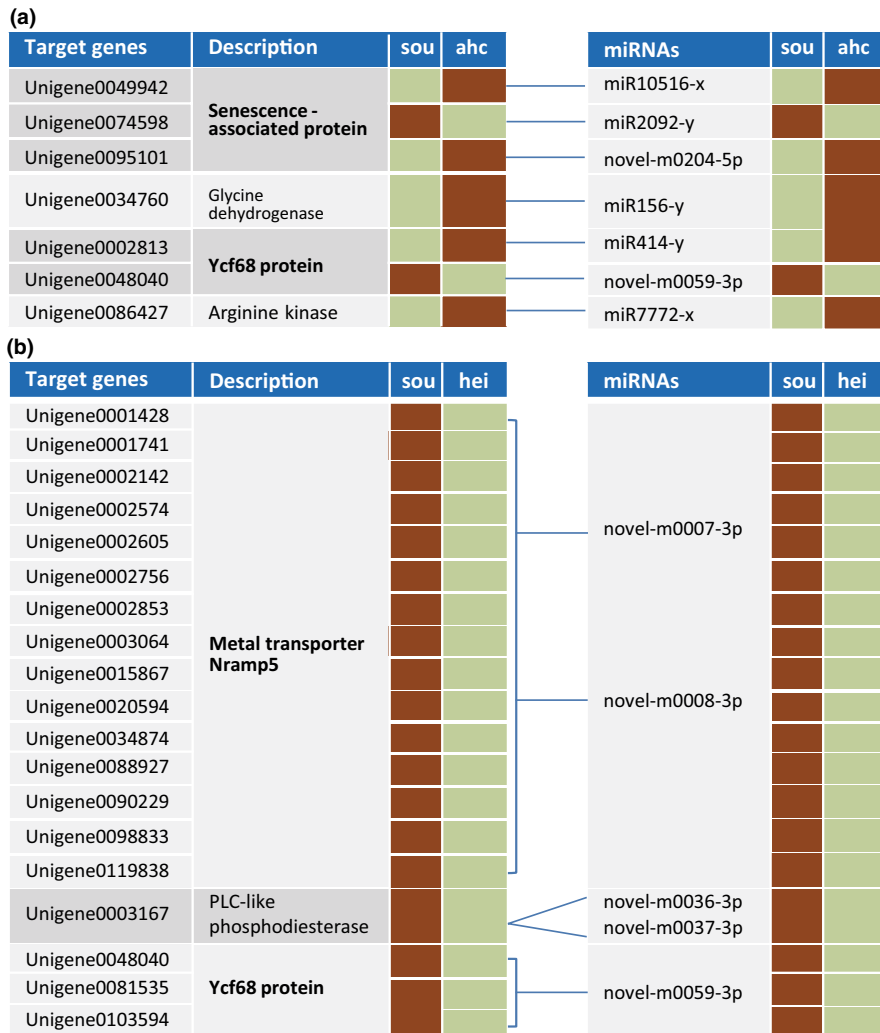 (a)
Target genes Description sou ahc miRNAs sou ahc
Unigene0049942 miR10516-x
Senescence -
associated protein
Unigene0074598 miR2092-y
Unigene0095101 novel-m0204-5p
Unigene0034760 Glycine
dehydrogenase miR156-y
Unigene0002813 miR414-y
Ycf68 protein
Unigene0048040 novel-m0059-3p
Unigene0086427 Arginine kinase miR7772-x
(b)
Target genes Description sou hei miRNAs sou hei
Unigene0001428
Unigene0001741
Unigene0002142
Unigene0002574
Unigene0002605 novel-m0007-3p
Unigene0002756
Unigene0002853
Unigene0003064 Metal transporter
Nramp5
Unigene0015867
Unigene0020594 novel-m0008-3p
Unigene0034874
Unigene0088927
Unigene0090229
Unigene0098833
Unigene0119838
Unigene0003167 PLC-like
phosphodiesterase
novel-m0036-3p
novel-m0037-3p
Unigene0048040
Unigene0081535 Ycf68 protein novel-m0059-3p
Unigene0103594